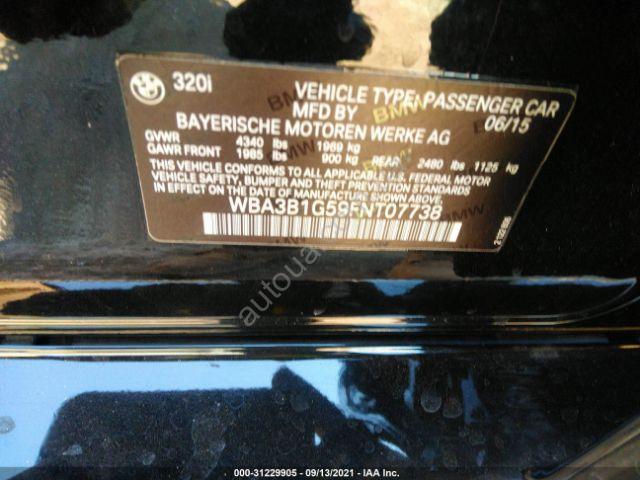 320i
VEHICLE TYPE: PASSENGER CAR
MFD BY 06/15
BAYERISCHE MOTOREN WERKE AG
GVWR 4340 lbs 1969 kg
GAWR FRONT 1985 lbs 900 kg REAR 2480 lbs 1125 kg
THIS VEHICLE CONFORMS TO ALL APPLICABLE U.S. FEDERAL MOTOR
VEHICLE SAFETY, BUMPER, AND THEFT PREVENTION STANDARDS
IN EFFECT ON THE DATE OF MANUFACTURE SHOWN ABOVE.
WBA3B1G59FNT07738
000-31229905 - 09/13/2021 - IAA Inc.